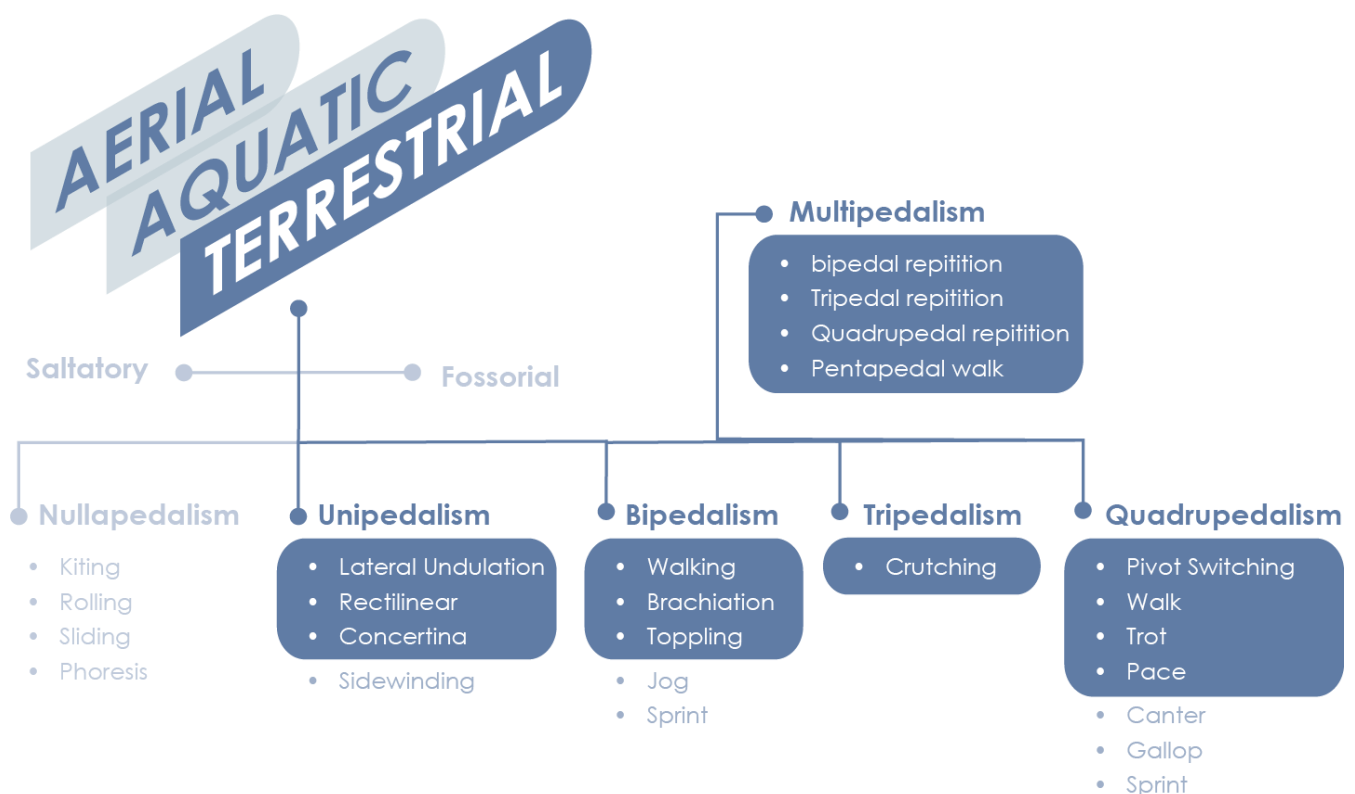 AERIAL
AQUATIC
TERRESTRIAL
Multipedalism
• bipedal repitition
• Tripedal repitition
• Quadrupedal repitition
• Pentapedal walk
Saltatory
Fossorial
Nullapedalism
• Kiting
• Rolling
• Sliding
• Phoresis
Unipedalism
• Lateral Undulation
• Rectilinear
• Concertina
• Sidewinding
Bipedalism
• Walking
• Brachiation
• Toppling
• Jog
• Sprint
Tripedalism
• Crutching
Quadrupedalism
• Pivot Switching
• Walk
• Trot
• Pace
• Canter
• Gallop
• Sprint